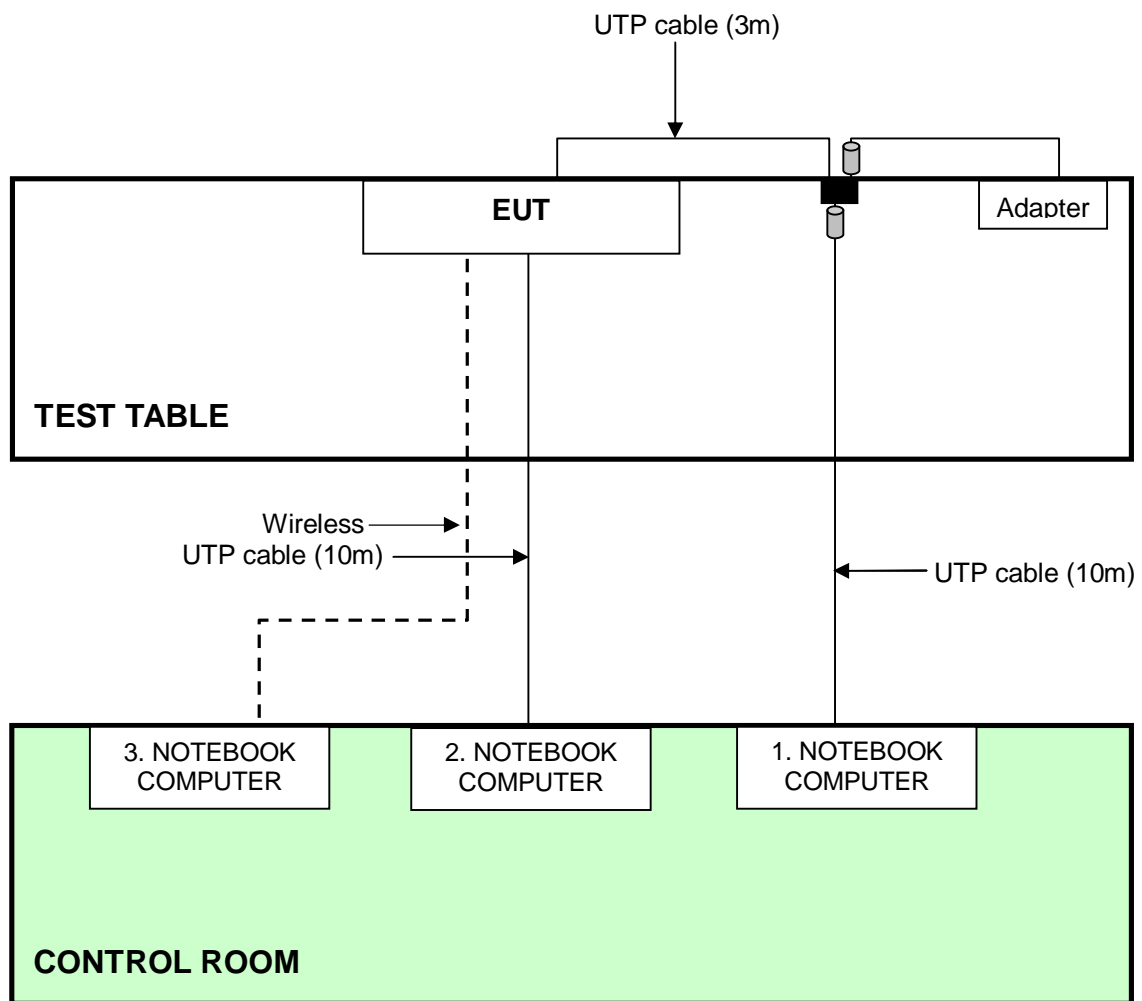 UTP cable (3m)
EUT
Adapter
TEST TABLE
Wireless
UTP cable (10m)
UTP cable (10m)
3. NOTEBOOK
COMPUTER
2. NOTEBOOK
COMPUTER
1. NOTEBOOK
COMPUTER
CONTROL ROOM